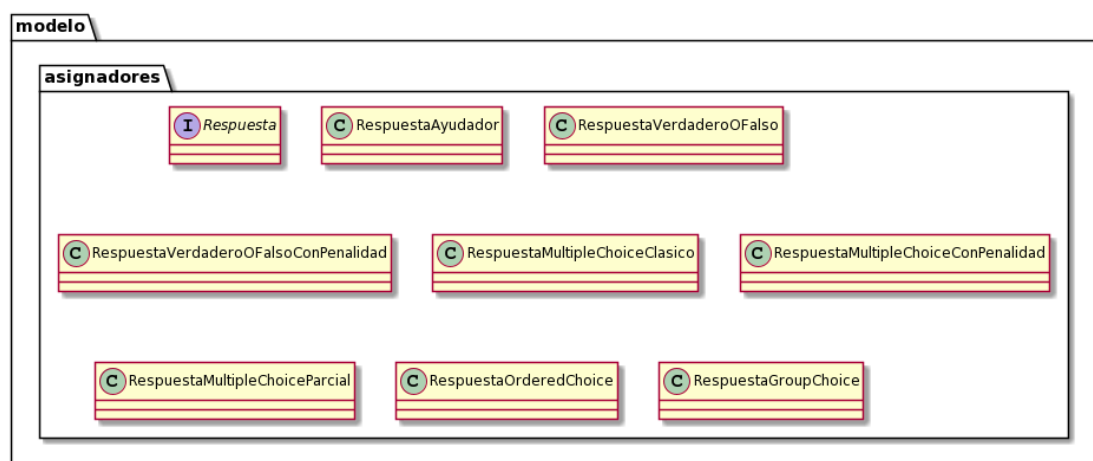 modelo
asignadores
I Respuesta
C RespuestaAyudador
C RespuestaVerdaderoOFalso
C RespuestaVerdaderoOFalsoConPenalidad
C RespuestaMultipleChoiceClasico
C RespuestaMultipleChoiceConPenalidad
C RespuestaMultipleChoiceParcial
C RespuestaOrderedChoice
C RespuestaGroupChoice